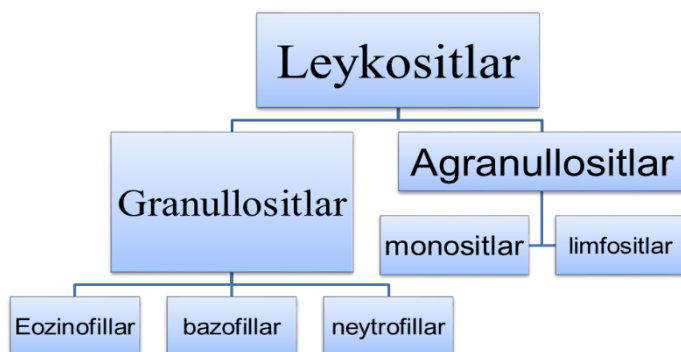 Leykositlar
Granullositlar
Agranullositlar
monositlar
limfositlar
Eozinofillar
bazofillar
neytrofillar